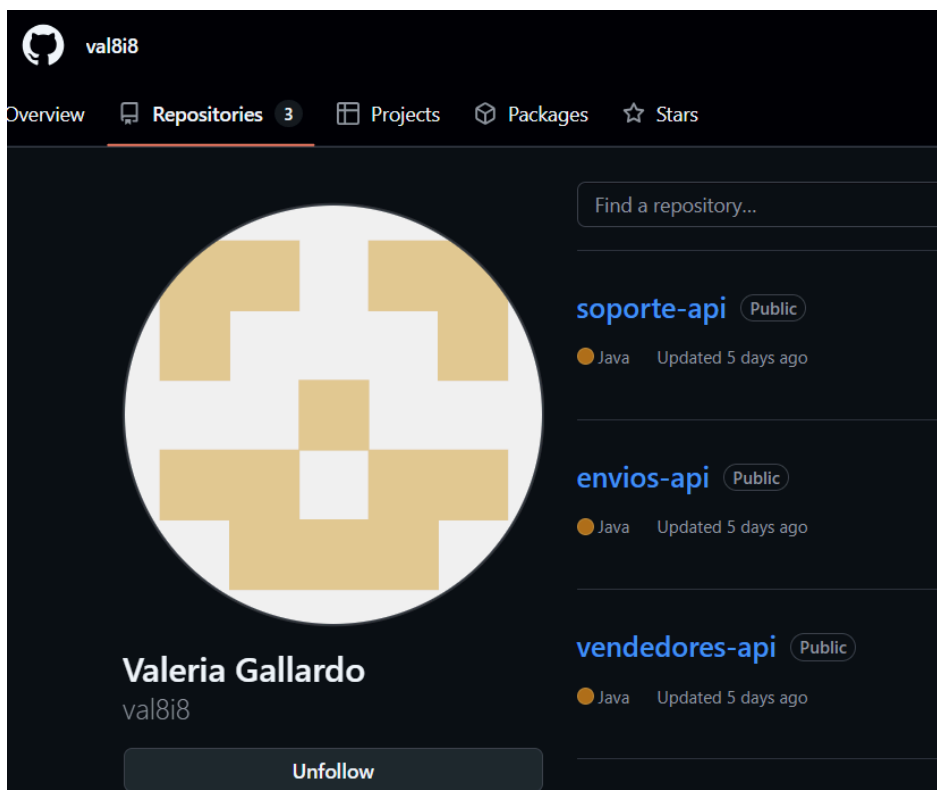 val8i8
Overview Repositories 3 Projects Packages Stars
Find a repository...
soporte-api Public
Java Updated 5 days ago
envios-api Public
Java Updated 5 days ago
vendedores-api Public
Java Updated 5 days ago
Valeria Gallardo
val8i8
Unfollow